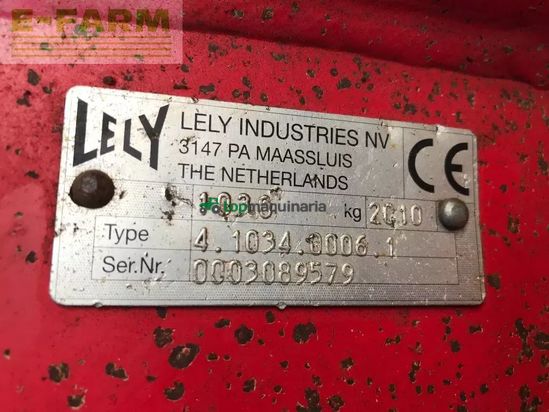 E-FARM
LELY
LELY INDUSTRIES NV
3147 PA MAASSLUIS
THE NETHERLANDS
CE
kg 2010
topmaquinaria
Type 4.1034.0006.1
Ser.Nr. 0003089579